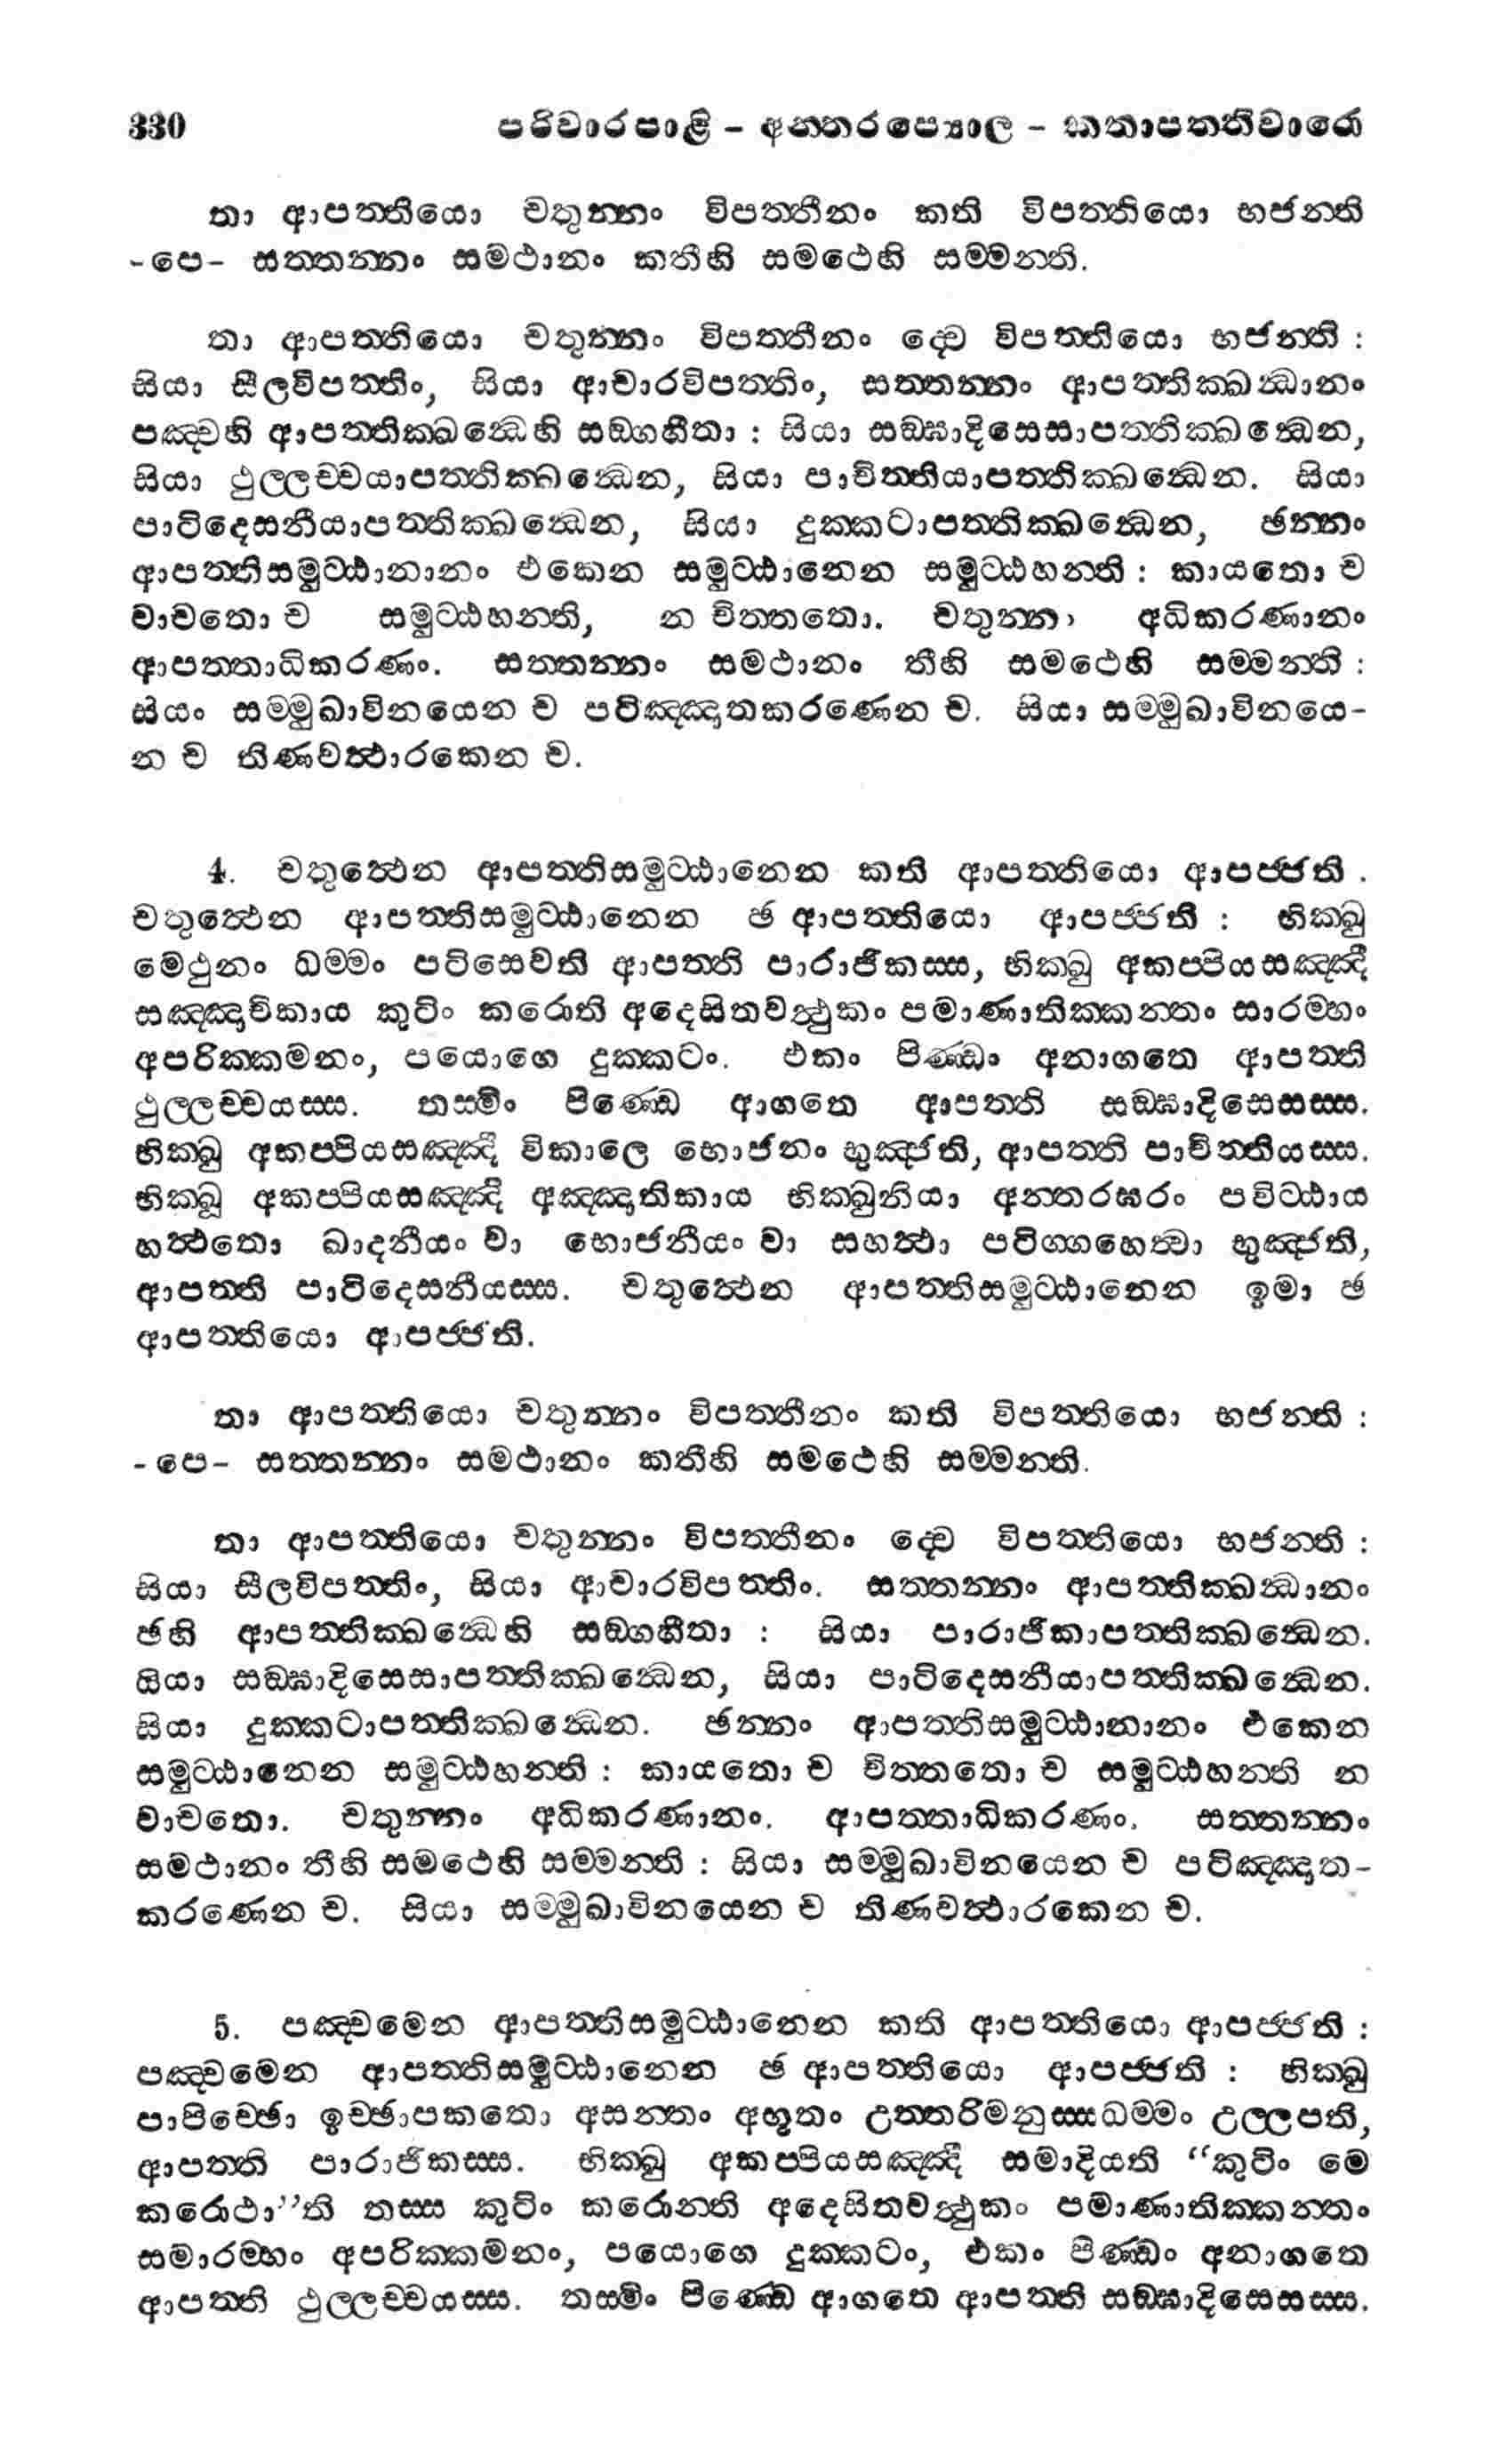 330 පරිවාරපාළි – අන්තරපෙය්‍යාල – කතාපත්තිවාරො
තා ආපත්තියො චතුන්නං විපත්තීනං කති විපත්තියො භජන්ති
-පෙ- සත්තන්නං සමථානං කතීහි සමථෙහි සම්මන්ති.
තා ආපත්තියො චතුන්නං විපත්තීනං ද්වෙ විපත්තියො භජන්ති :
සියා සීලවිපත්තිං, සියා ආචාරවිපත්තිං, සත්තන්නං ආපත්තික්ඛන්ධානං
පඤ්චහි ආපත්තික්ඛන්ධෙහි සඞ්ගහීතා : සියා සඞ්ඝාදිසෙසාපත්තික්ඛන්ධෙන,
සියා ථුල්ලච්චයාපත්තික්ඛන්ධෙන, සියා පාචිත්තියාපත්තික්ඛන්ධෙන. සියා
පාටිදෙසනීයාපත්තික්ඛන්ධෙන, සියා දුක්කටාපත්තික්ඛන්ධෙන, ඡන්නං
ආපත්තිසමුට්ඨානානං එකෙන සමුට්ඨානෙන සමුට්ඨහන්ති : කායතො ච
වාචතො ච සමුට්ඨහන්ති, න චිත්තතො. චතුන්නං අධිකරණානං
ආපත්තාධිකරණං. සත්තන්නං සමථානං තීහි සමථෙහි සම්මන්ති :
සියං සම්මුඛාවිනයෙන ච පටිඤ්ඤාතකරණෙන ච. සියා සම්මුඛාවිනයෙ-
න ච තිණවත්ථාරකෙන ච.
4. චතුත්ථෙන ආපත්තිසමුට්ඨානෙන කති ආපත්තියො ආපජ්ජති .
චතුත්ථෙන ආපත්තිසමුට්ඨානෙන ඡ ආපත්තියො ආපජ්ජති : භික්ඛු
මෙථුනං ධම්මං පටිසෙවති ආපත්ති පාරාජිකස්ස, භික්ඛු අකප්පියසඤ්ඤී
සඤ්ඤාචිකාය කුටිං කරොති අදෙසිතවත්ථුකං පමාණාතික්කන්තං සාරම්භං
අපරික්කමනං, පයොගෙ දුක්කටං. එකං පිණ්ඩං අනාගතෙ ආපත්ති
ථුල්ලච්චයස්ස. තස්මිං පිණ්ඩෙ ආගතෙ ආපත්ති සඞ්ඝාදිසෙසස්ස.
භික්ඛු අකප්පියසඤ්ඤී විකාලෙ භොජනං භුඤ්ජති, ආපත්ති පාචිත්තියස්ස.
භික්ඛු අකප්පියසඤ්ඤී අඤ්ඤාතිකාය භික්ඛුනියා අන්තරඝරං පවිට්ඨාය
හත්ථතො ඛාදනීයං වා භොජනීයං වා සහත්ථා පටිග්ගහෙත්වා භුඤ්ජති,
ආපත්ති පාටිදෙසනීයස්ස. චතුත්ථෙන ආපත්තිසමුට්ඨානෙන ඉමා ඡ
ආපත්තියො ආපජ්ජති.
තා ආපත්තියො චතුන්නං විපත්තීනං කති විපත්තියො භජන්ති :
-පෙ- සත්තන්නං සමථානං කතීහි සමථෙහි සම්මන්ති.
තා ආපත්තියො චතුන්නං විපත්තීනං ද්වෙ විපත්තියො භජන්ති :
සියා සීලවිපත්තිං, සියා ආචාරවිපත්තිං. සත්තන්නං ආපත්තික්ඛන්ධානං
ඡහි ආපත්තික්ඛන්ධෙහි සඞ්ගහීතා : සියා පාරාජිකාපත්තික්ඛන්ධෙන.
සියා සඞ්ඝාදිසෙසාපත්තික්ඛන්ධෙන, සියා පාටිදෙසනීයාපත්තික්ඛන්ධෙන.
සියා දුක්කටාපත්තික්ඛන්ධෙන. ඡන්නං ආපත්තිසමුට්ඨානානං එකෙන
සමුට්ඨානෙන සමුට්ඨහන්ති : කායතො ච චිත්තතො ච සමුට්ඨහන්ති න
වාචතො. චතුන්නං අධිකරණානං. ආපත්තාධිකරණං. සත්තන්නං
සමථානං තීහි සමථෙහි සම්මන්ති : සියා සම්මුඛාවිනයෙන ච පටිඤ්ඤාත-
කරණෙන ච. සියා සම්මුඛාවිනයෙන ච තිණවත්ථාරකෙන ච.
5. පඤ්චමෙන ආපත්තිසමුට්ඨානෙන කති ආපත්තියො ආපජ්ජති :
පඤ්චමෙන ආපත්තිසමුට්ඨානෙන ඡ ආපත්තියො ආපජ්ජති : භික්ඛු
පාපිච්ඡො ඉච්ඡාපකතො අසන්තං අභූතං උත්තරිමනුස්සධම්මං උල්ලපති,
ආපත්ති පාරාජිකස්ස. භික්ඛු අකප්පියසඤ්ඤී සමාදියති “කුටිං මෙ
කරොථා”ති තස්ස කුටිං කරොන්ති අදෙසිතවත්ථුකං පමාණාතික්කන්තං
සමාරම්භං අපරික්කමනං, පයොගෙ දුක්කටං, එකං පිණ්ඩං අනාගතෙ
ආපත්ති ථුල්ලච්චයස්ස. තස්මිං පිණ්ඩෙ ආගතෙ ආපත්ති සඞ්ඝාදිසෙසස්ස.